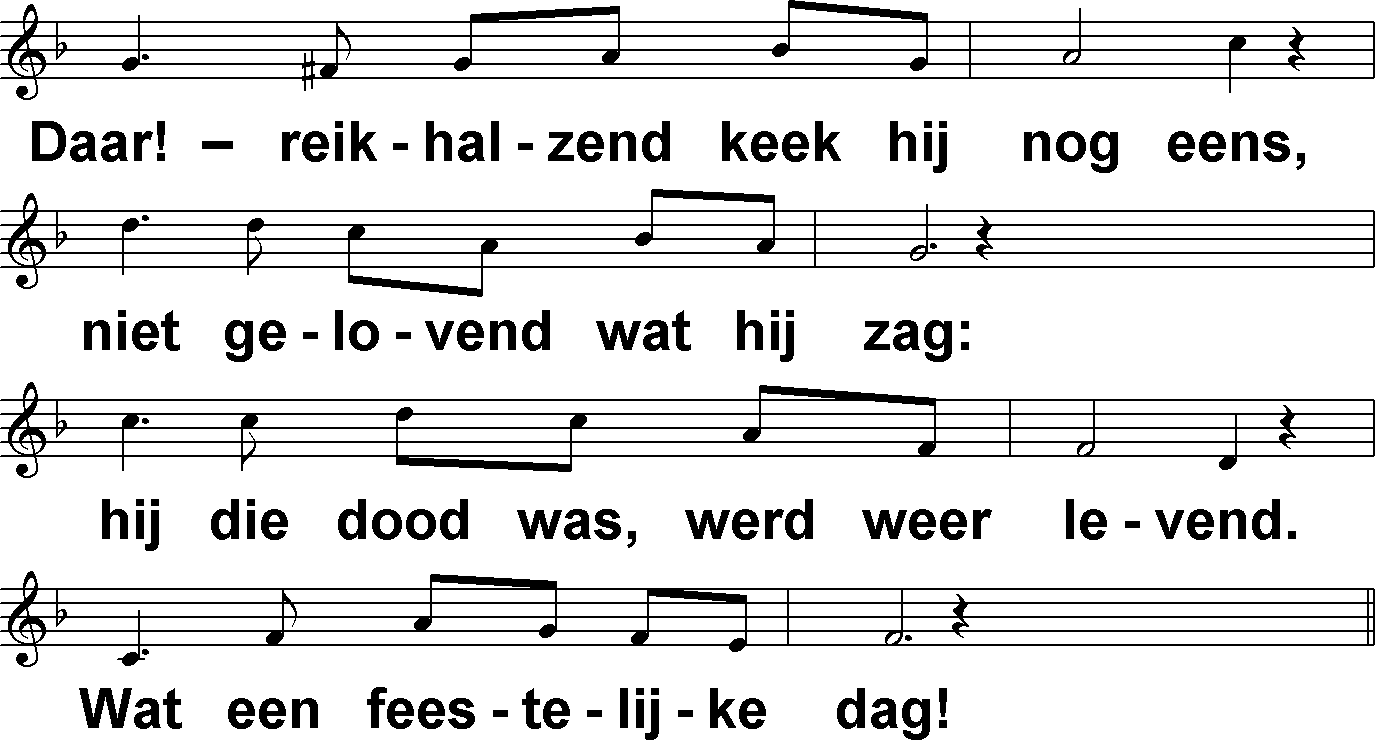 Daar! – reik - hal - zend keek hij nog eens,
niet ge - lo - vend wat hij zag:
hij die dood was, werd weer le - vend.
Wat een fees - te - lij - ke dag!